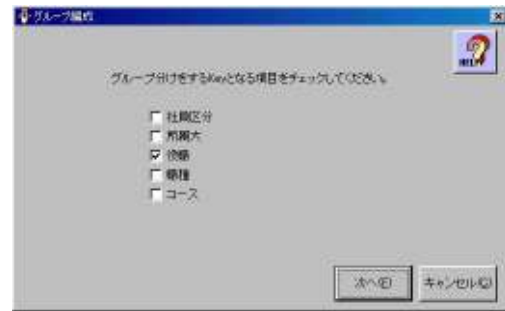 グループ編成
HELP
グループ分けをするKeyとなる項目をチェックしてください。
社員区分
所属大
役職
職種
コース
次へ(N)
キャンセル(C)